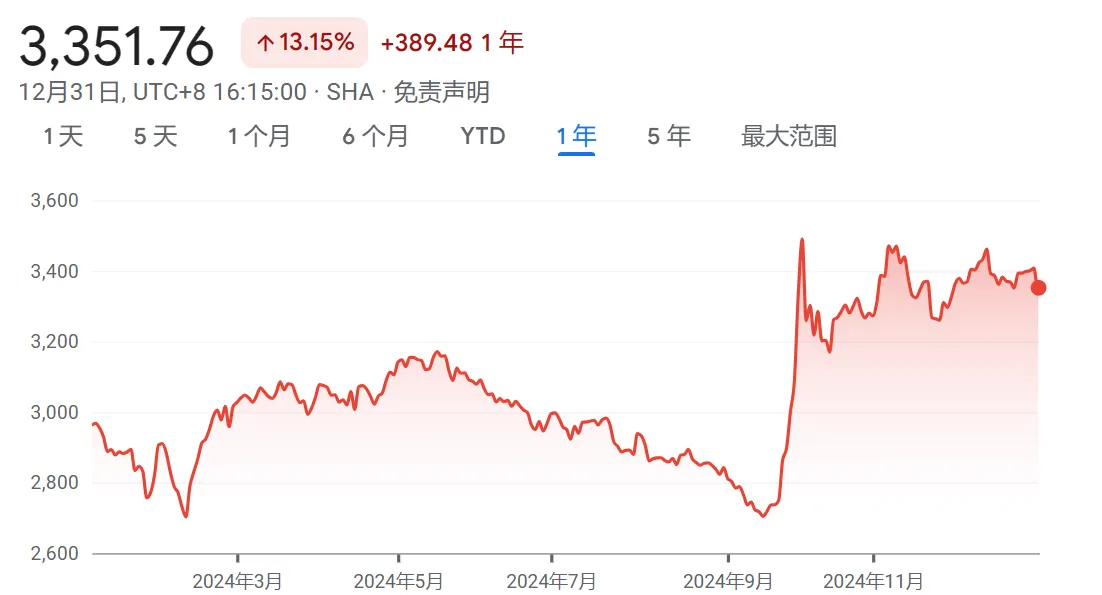 3,351.76 ↑13.15% +389.48 1 年
12月31日, UTC+8 16:15:00 · SHA · 免责声明
1 天 5 天 1 个月 6 个月 YTD 1 年 5 年 最大范围
3,600
3,400
3,200
3,000
2,800
2,600
2024年3月 2024年5月 2024年7月 2024年9月 2024年11月